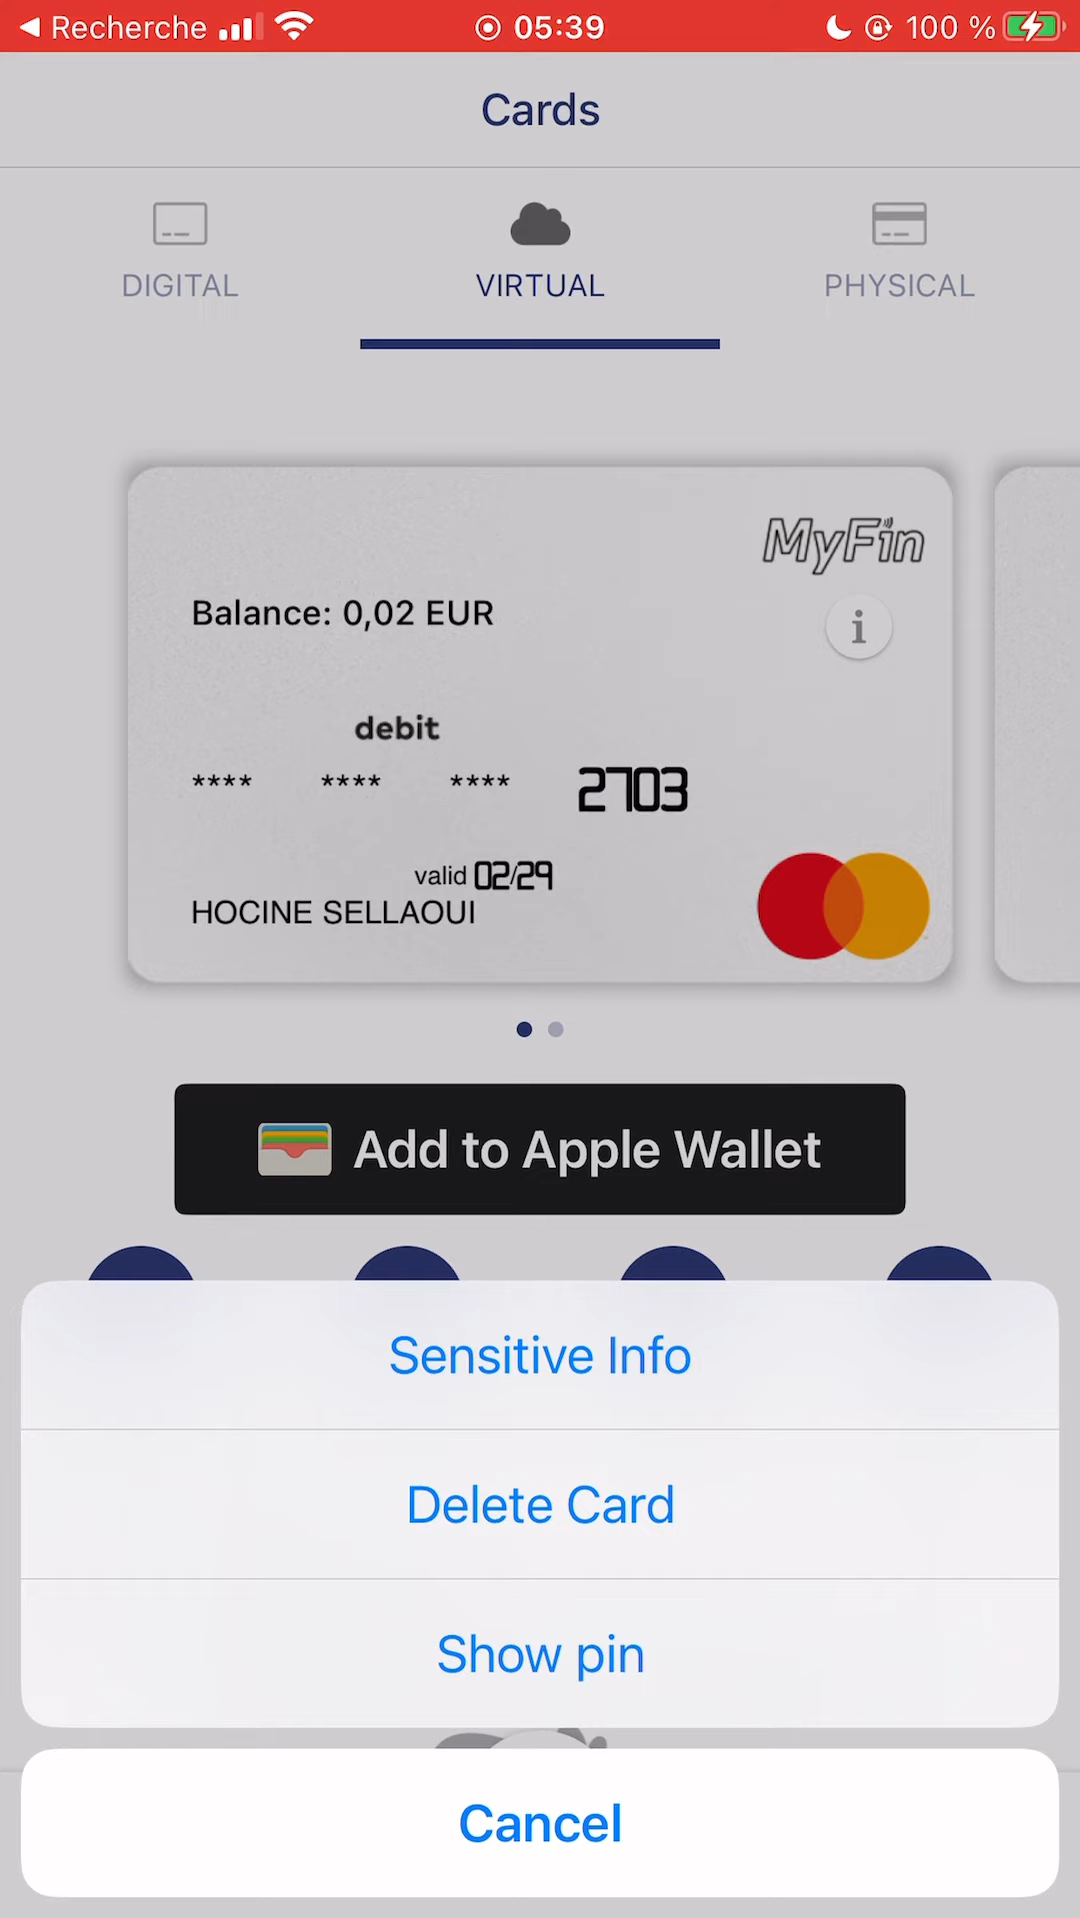 Recherche 05:39 100 %
Cards
DIGITAL VIRTUAL PHYSICAL
MyFin
Balance: 0,02 EUR
i
debit
**** **** **** 2703
valid 02/29
HOCINE SELLAOUI
Add to Apple Wallet
Sensitive Info
Delete Card
Show pin
Cancel